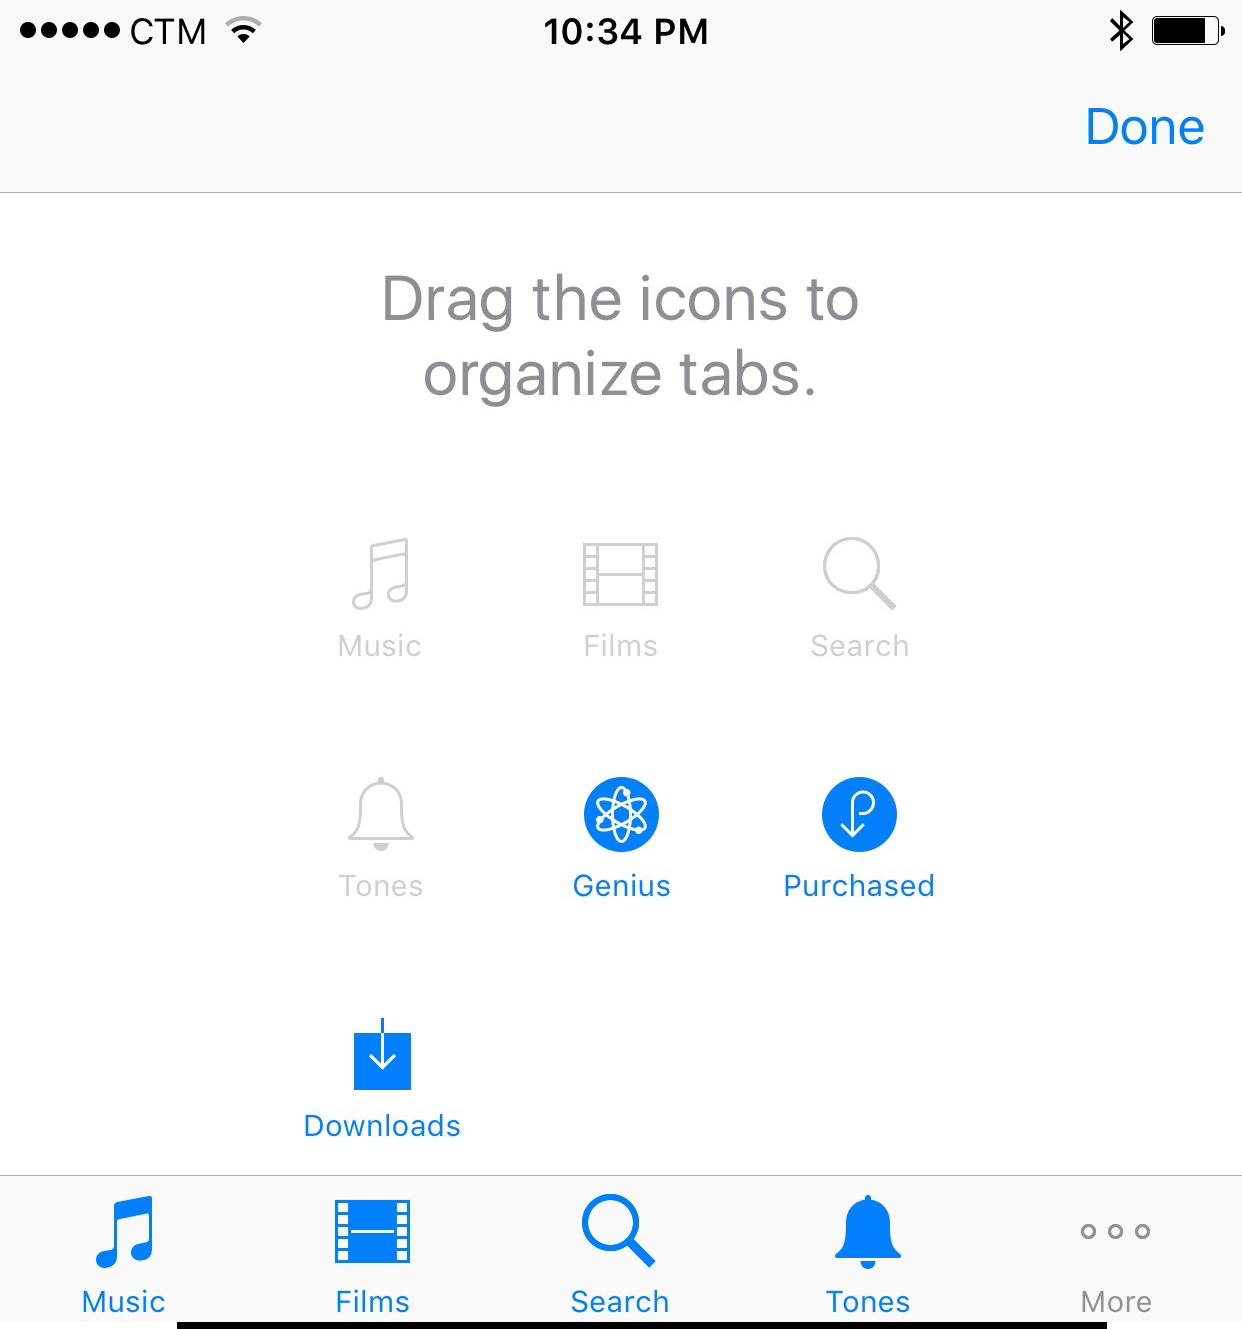 CTM 10:34 PM
Done
Drag the icons to
organize tabs.
Music Films Search
Tones Genius Purchased
Downloads
Music Films Search Tones More